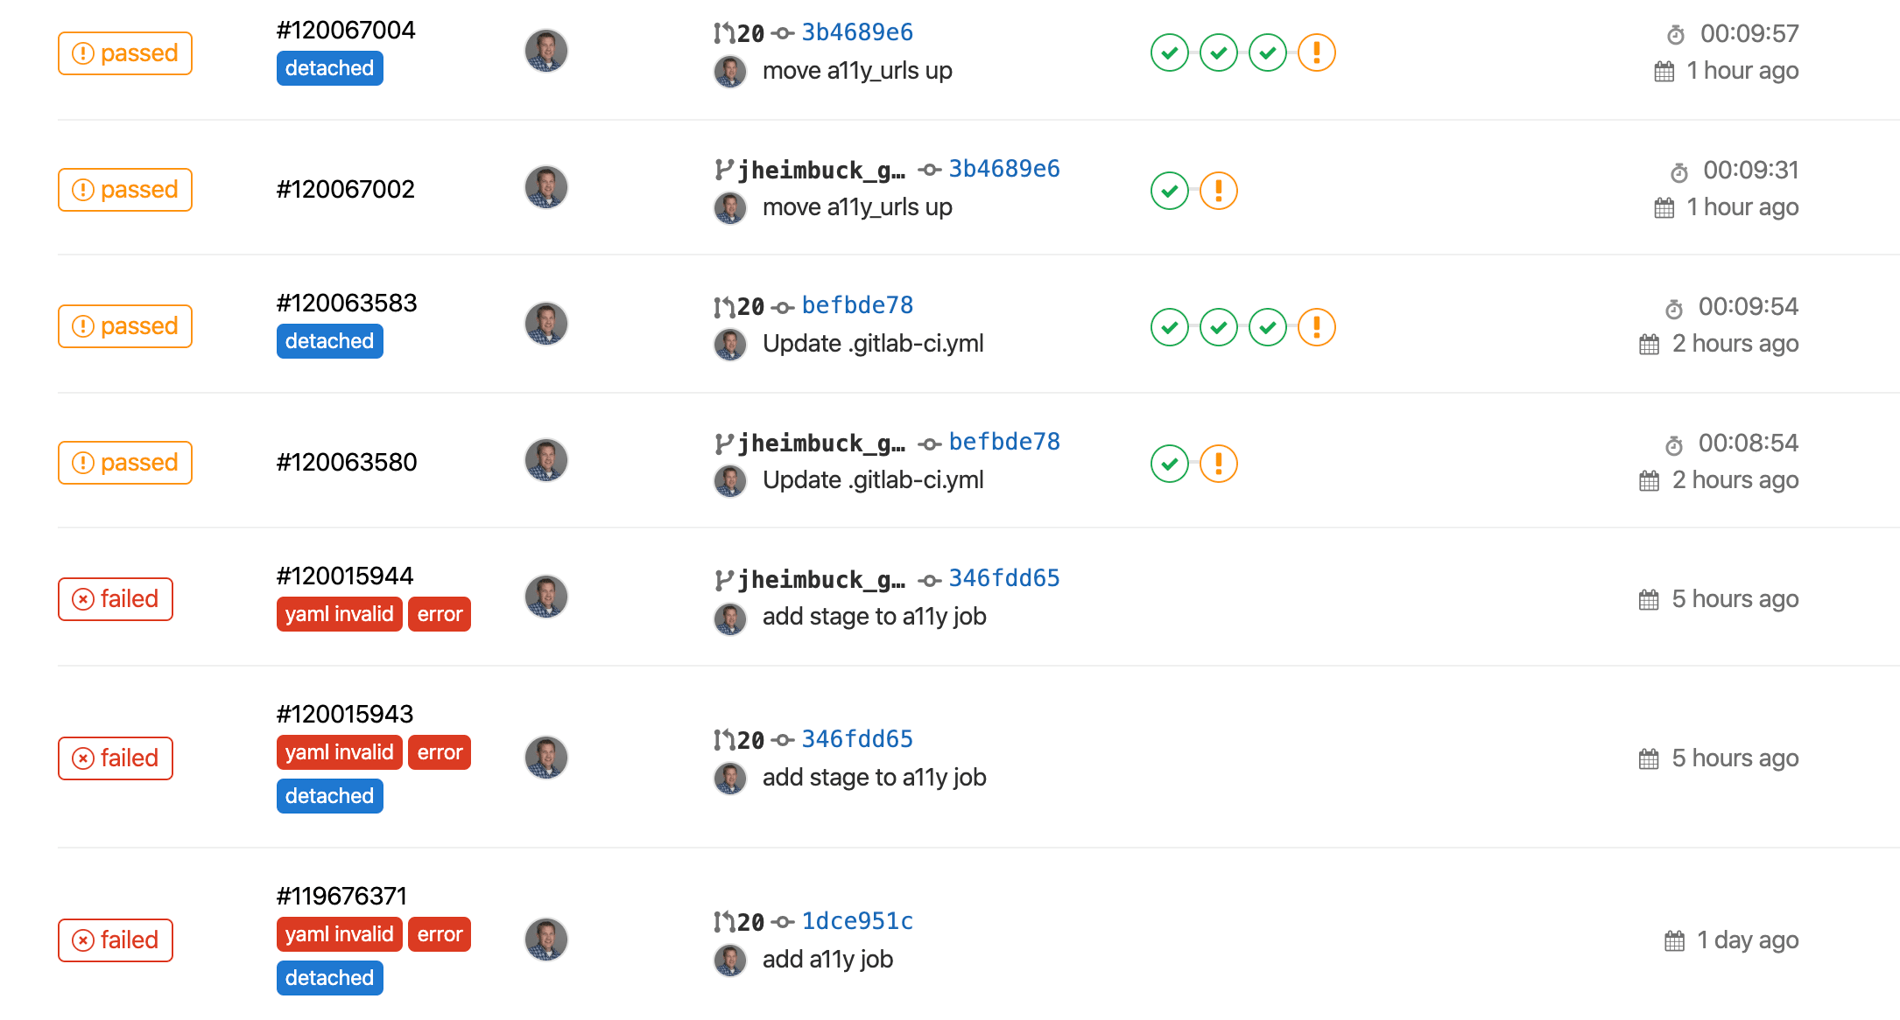 passed #120067004 20 3b4689e6 00:09:57
detached move a11y_urls up 1 hour ago
passed #120067002 jheimbuck_g… 3b4689e6 00:09:31
move a11y_urls up 1 hour ago
passed #120063583 20 befbde78 00:09:54
detached Update .gitlab-ci.yml 2 hours ago
passed #120063580 jheimbuck_g… befbde78 00:08:54
Update .gitlab-ci.yml 2 hours ago
failed #120015944 jheimbuck_g… 346fdd65 5 hours ago
yaml invalid error add stage to a11y job
failed #120015943 20 346fdd65 5 hours ago
yaml invalid error add stage to a11y job
detached
failed #119676371 20 1dce951c 1 day ago
yaml invalid error add a11y job
detached